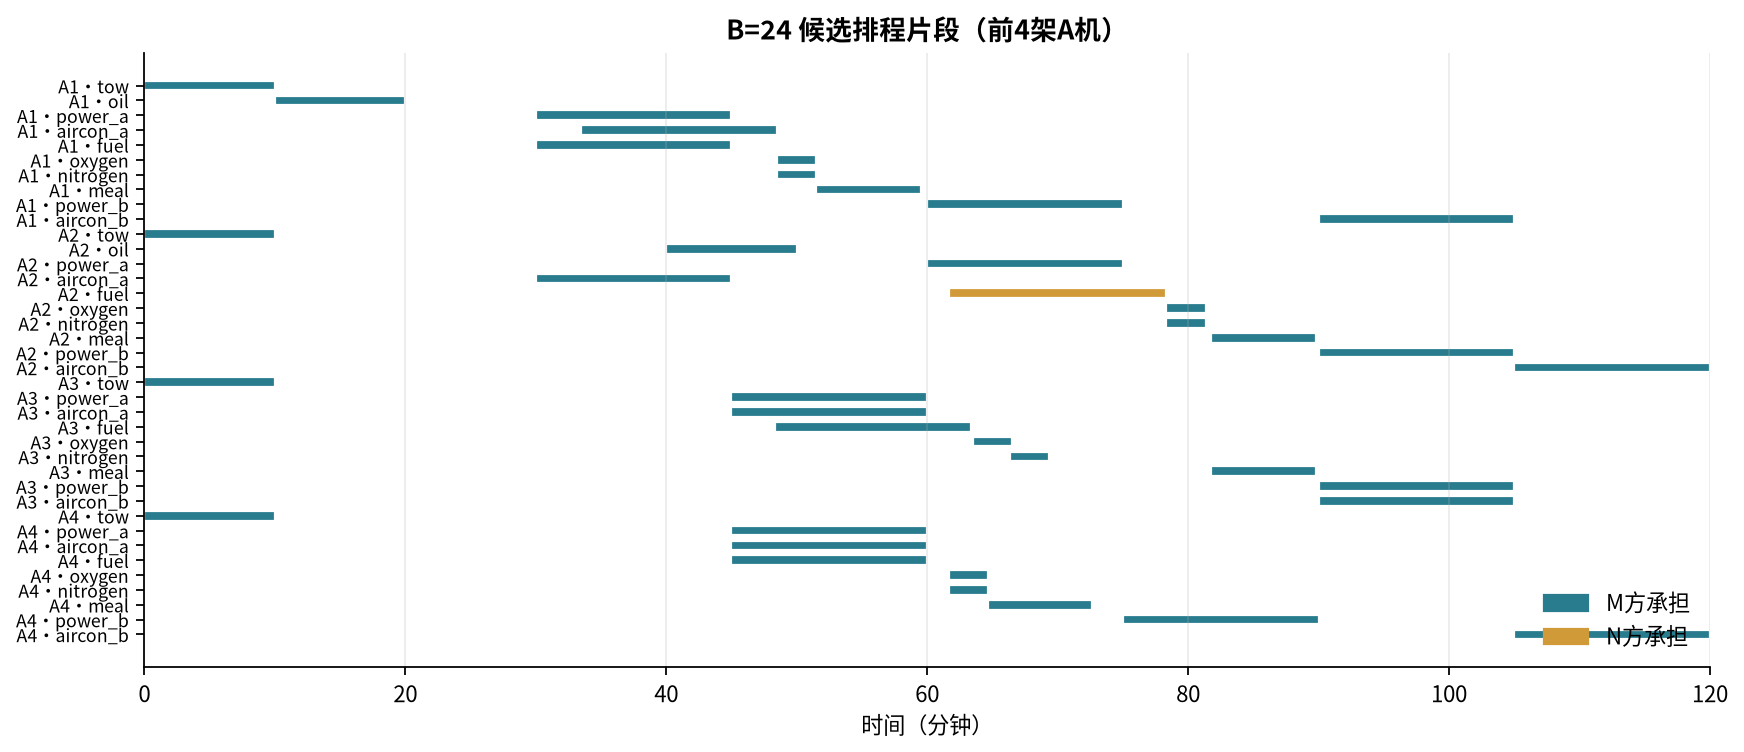 B=24 候选排程片段（前4架A机）
A1・tow
A1・oil
A1・power_a
A1・aircon_a
A1・fuel
A1・oxygen
A1・nitrogen
A1・meal
A1・power_b
A1・aircon_b
A2・tow
A2・oil
A2・power_a
A2・aircon_a
A2・fuel
A2・oxygen
A2・nitrogen
A2・meal
A2・power_b
A2・aircon_b
A3・tow
A3・power_a
A3・aircon_a
A3・fuel
A3・oxygen
A3・nitrogen
A3・meal
A3・power_b
A3・aircon_b
A4・tow
A4・power_a
A4・aircon_a
A4・fuel
A4・oxygen
A4・nitrogen
A4・meal
A4・power_b
A4・aircon_b
M方承担
N方承担
0 20 40 60 80 100 120
时间（分钟）